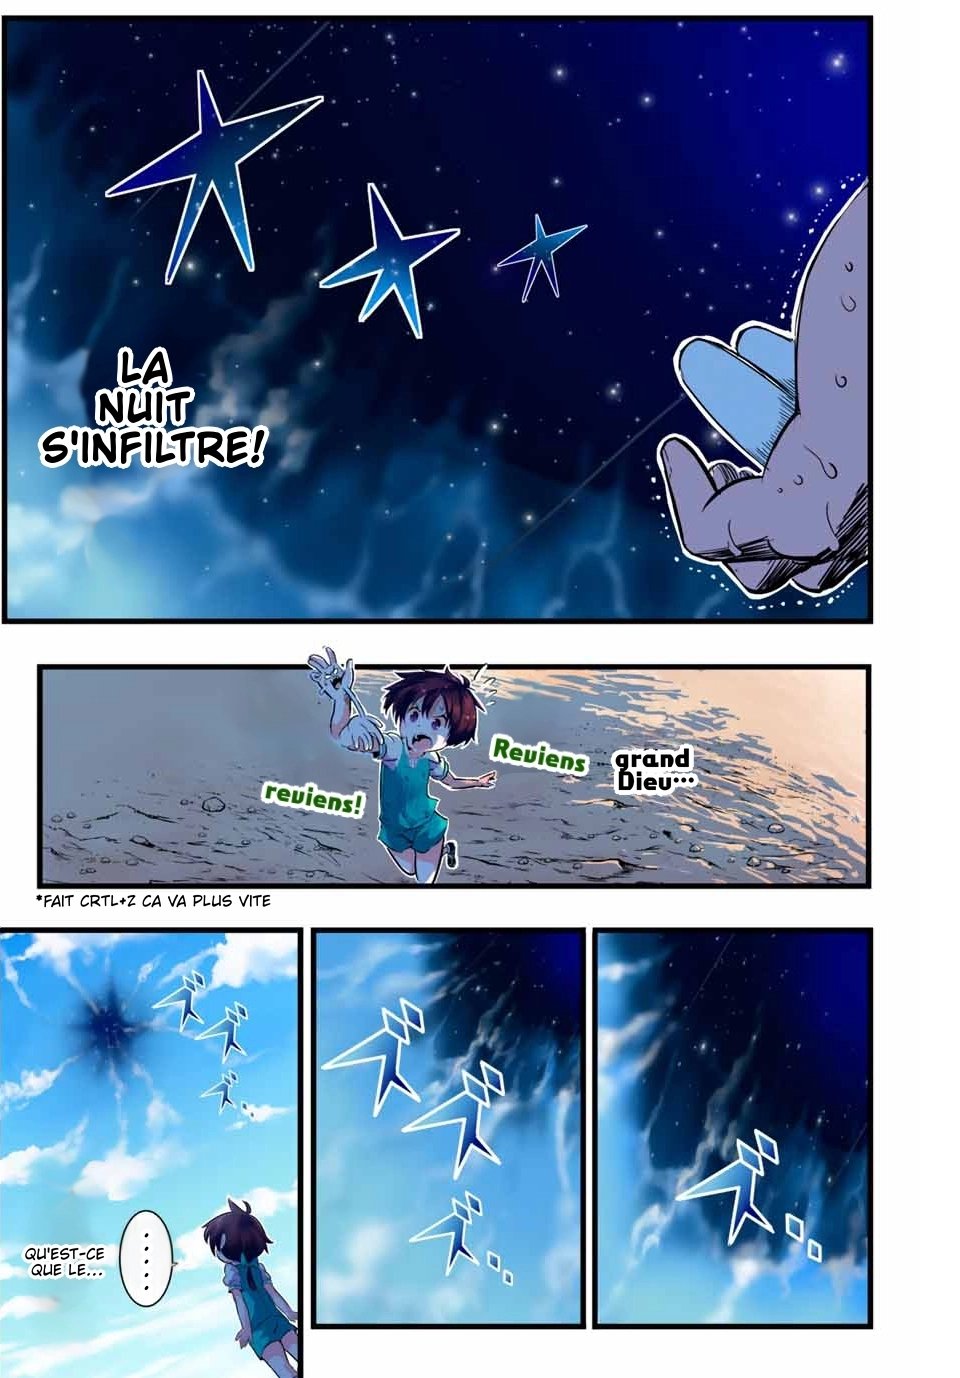 LA
NUIT
S'INFILTRE!
grand
Dieu...
Reviens
reviens!
*FAIT CRTL+Z CA VA PLUS VITE
......
QU'EST-CE
QUE LE...